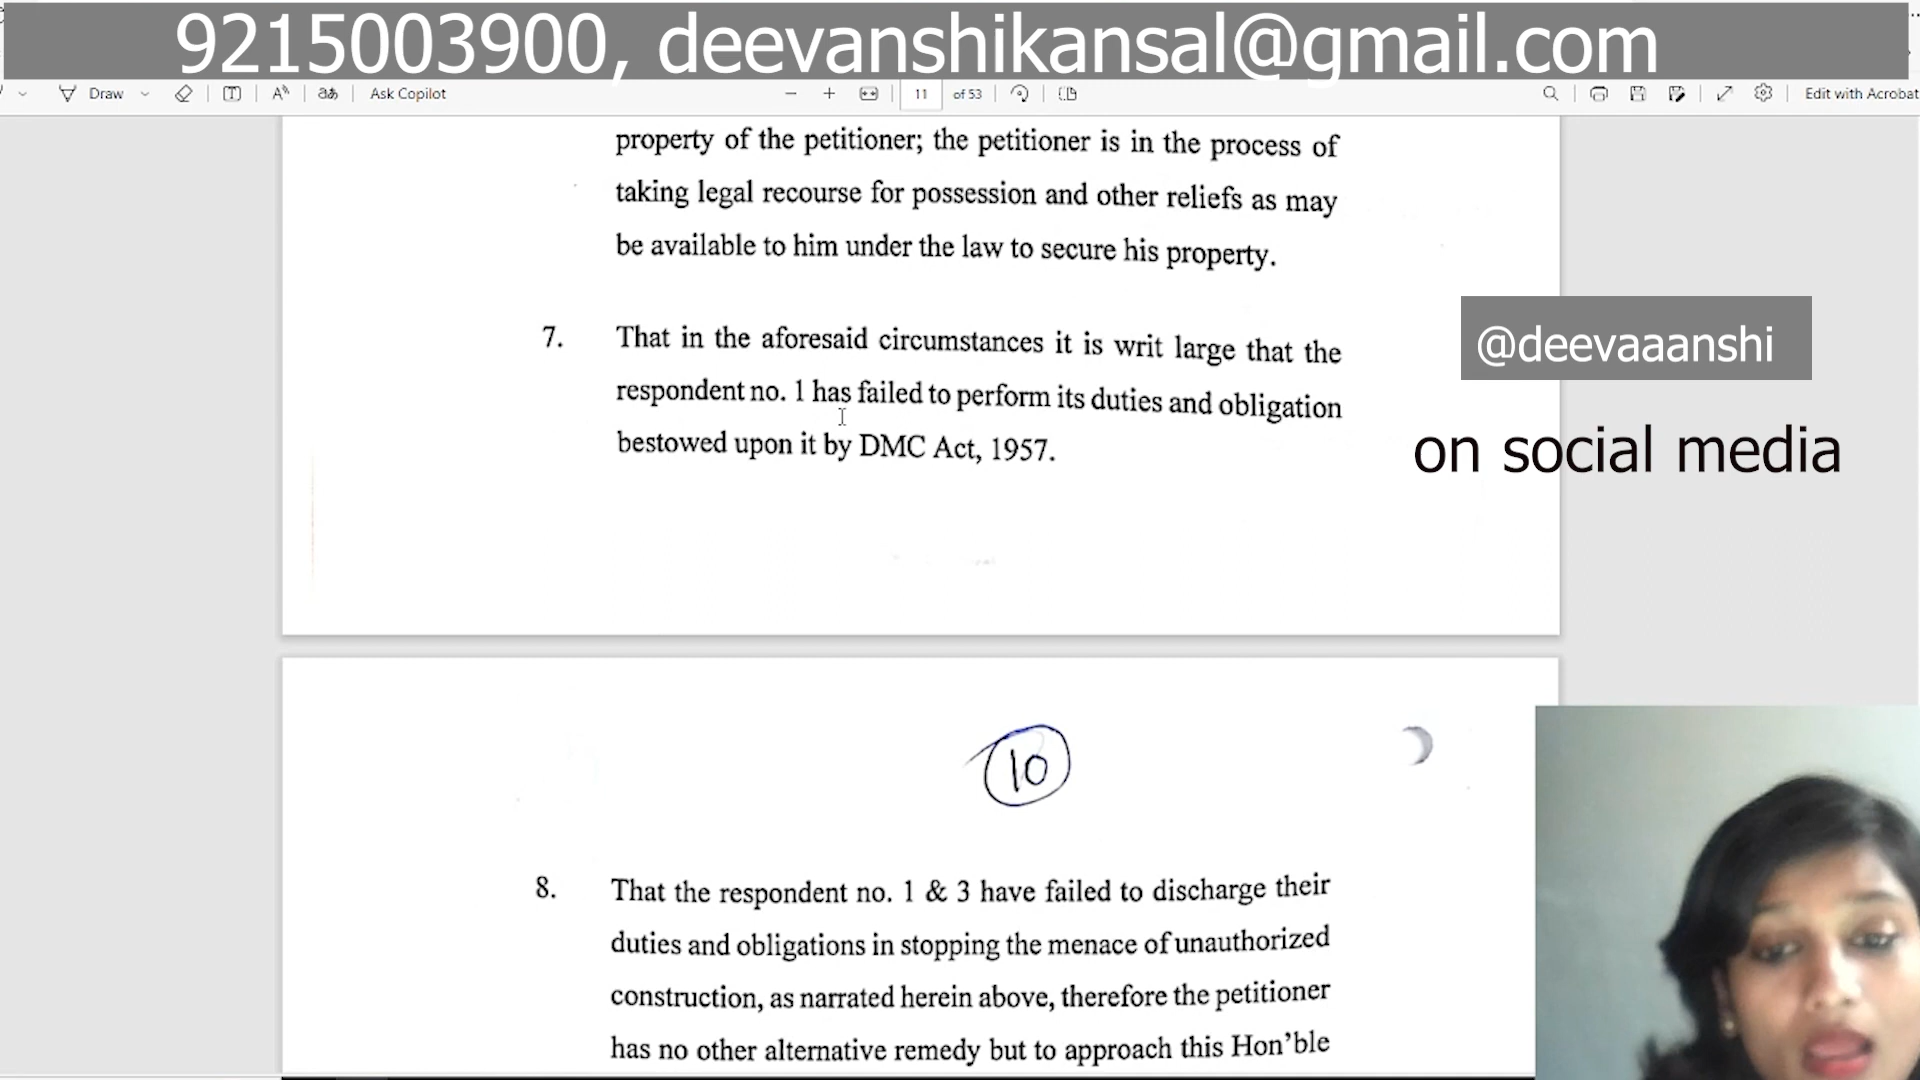 9215003900, deevanshikansal@gmail.com
Draw
Ask Copilot
11 of 53
Edit with Acrobat
property of the petitioner; the petitioner is in the process of
taking legal recourse for possession and other reliefs as may
be available to him under the law to secure his property.
7. That in the aforesaid circumstances it is writ large that the
respondent no. 1 has failed to perform its duties and obligation
bestowed upon it by DMC Act, 1957.
@deevaaanshi
on social media
10
8. That the respondent no. 1 & 3 have failed to discharge their
duties and obligations in stopping the menace of unauthorized
construction, as narrated herein above, therefore the petitioner
has no other alternative remedy but to approach this Hon'ble